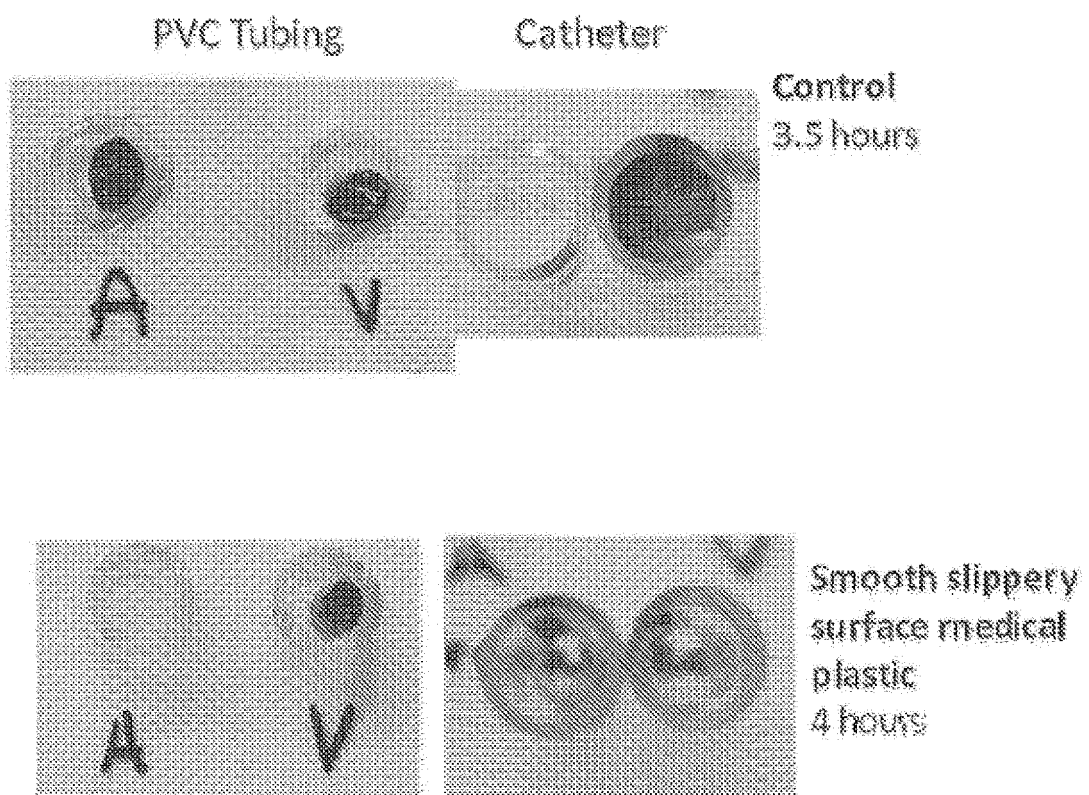 PVC Tubing
Catheter
Control
3.5 hours
A
V
A
V
A
V
Smooth slippery
surface medical
plastic
4 hours